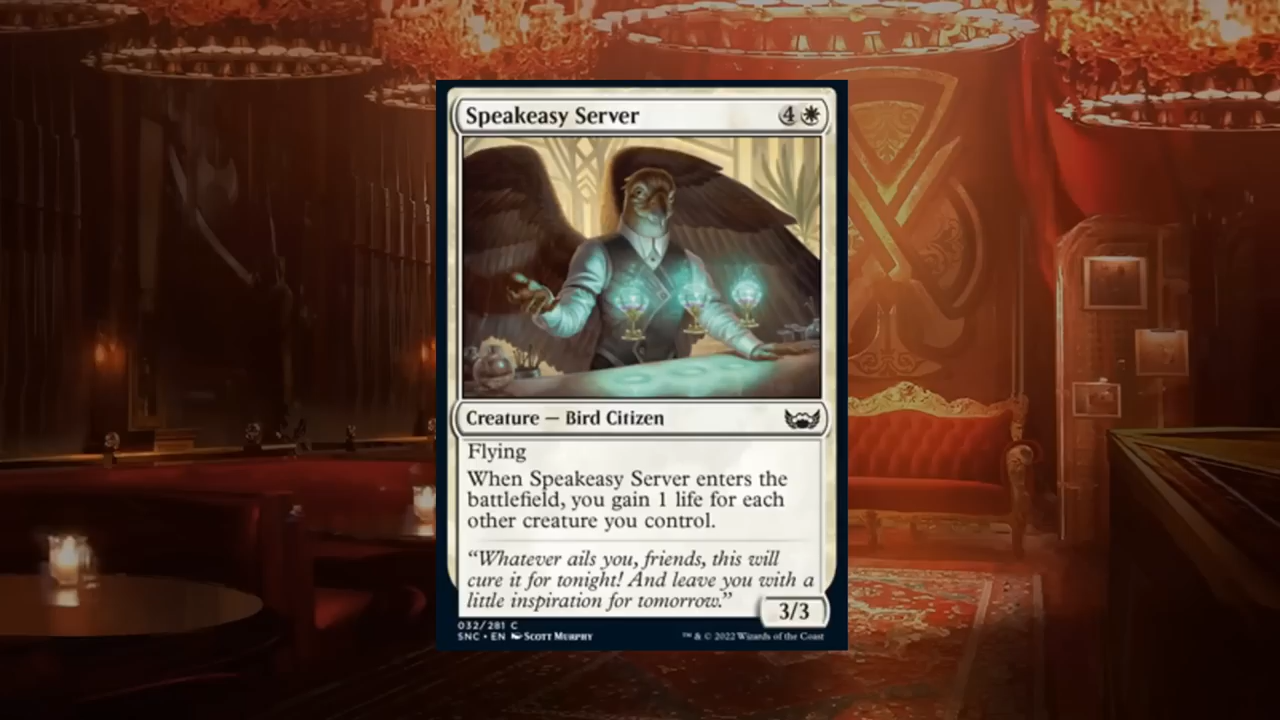 Speakeasy Server 4
Creature — Bird Citizen
Flying
When Speakeasy Server enters the
battlefield, you gain 1 life for each
other creature you control.
“Whatever ails you, friends, this will
cure it for tonight! And leave you with a
little inspiration for tomorrow.”
3/3
032/281 C
SNC • EN Scott Murphy ™ & © 2022 Wizards of the Coast